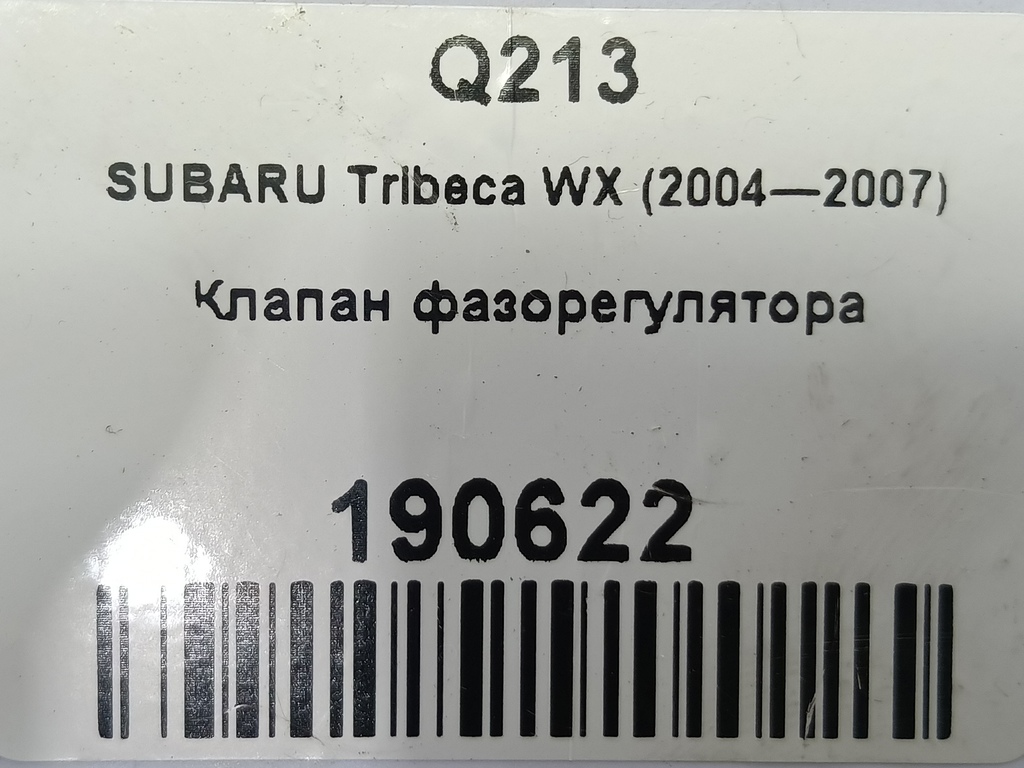 Q213
SUBARU Tribeca WX (2004—2007)
Клапан фазорегулятора
190622